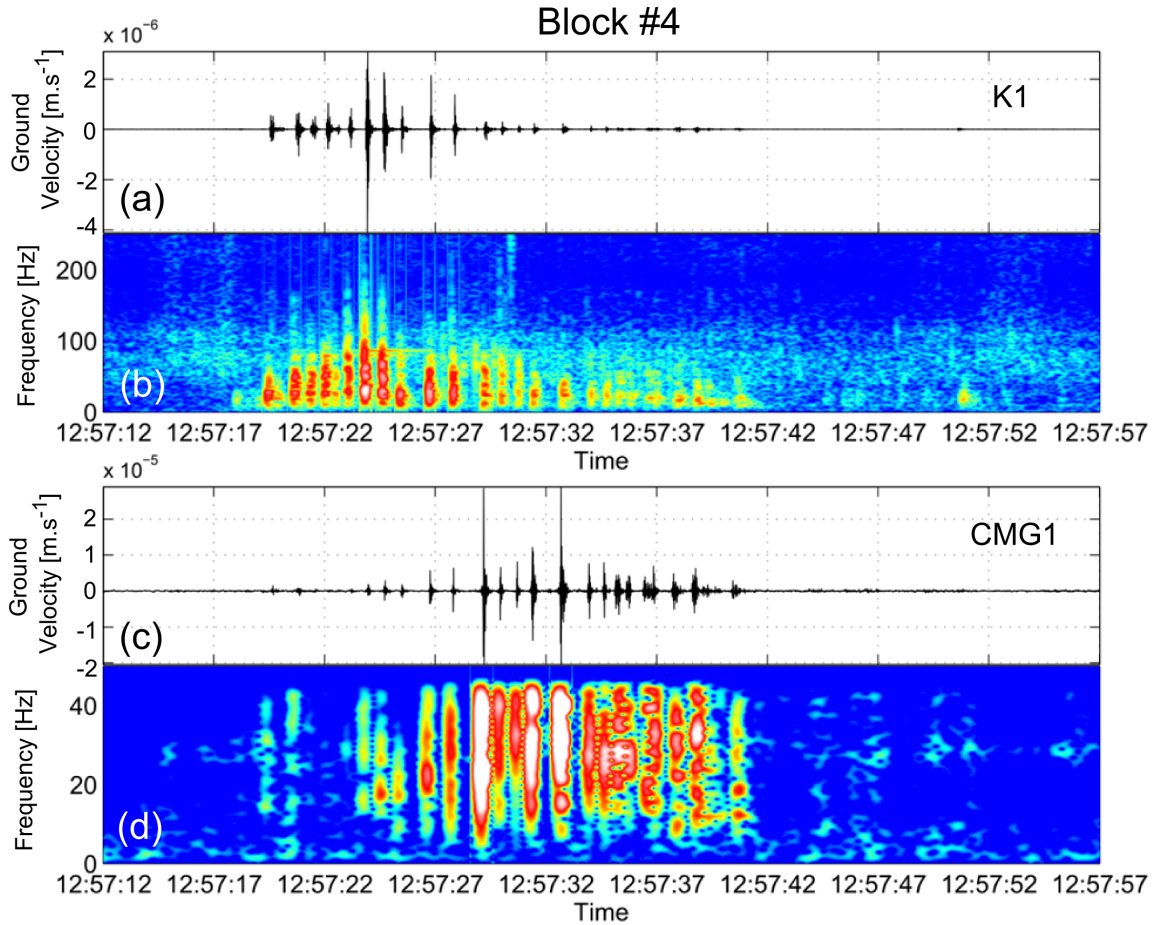 Block #4
x 10⁻⁶
Ground
Velocity [m.s⁻¹]
2
0
-2
-4
K1
(a)
Frequency [Hz]
200
100
0
(b)
12:57:12 12:57:17 12:57:22 12:57:27 12:57:32 12:57:37 12:57:42 12:57:47 12:57:52 12:57:57
Time
x 10⁻⁵
Ground
Velocity [m.s⁻¹]
2
1
0
-1
-2
CMG1
(c)
Frequency [Hz]
40
20
0
(d)
12:57:12 12:57:17 12:57:22 12:57:27 12:57:32 12:57:37 12:57:42 12:57:47 12:57:52 12:57:57
Time